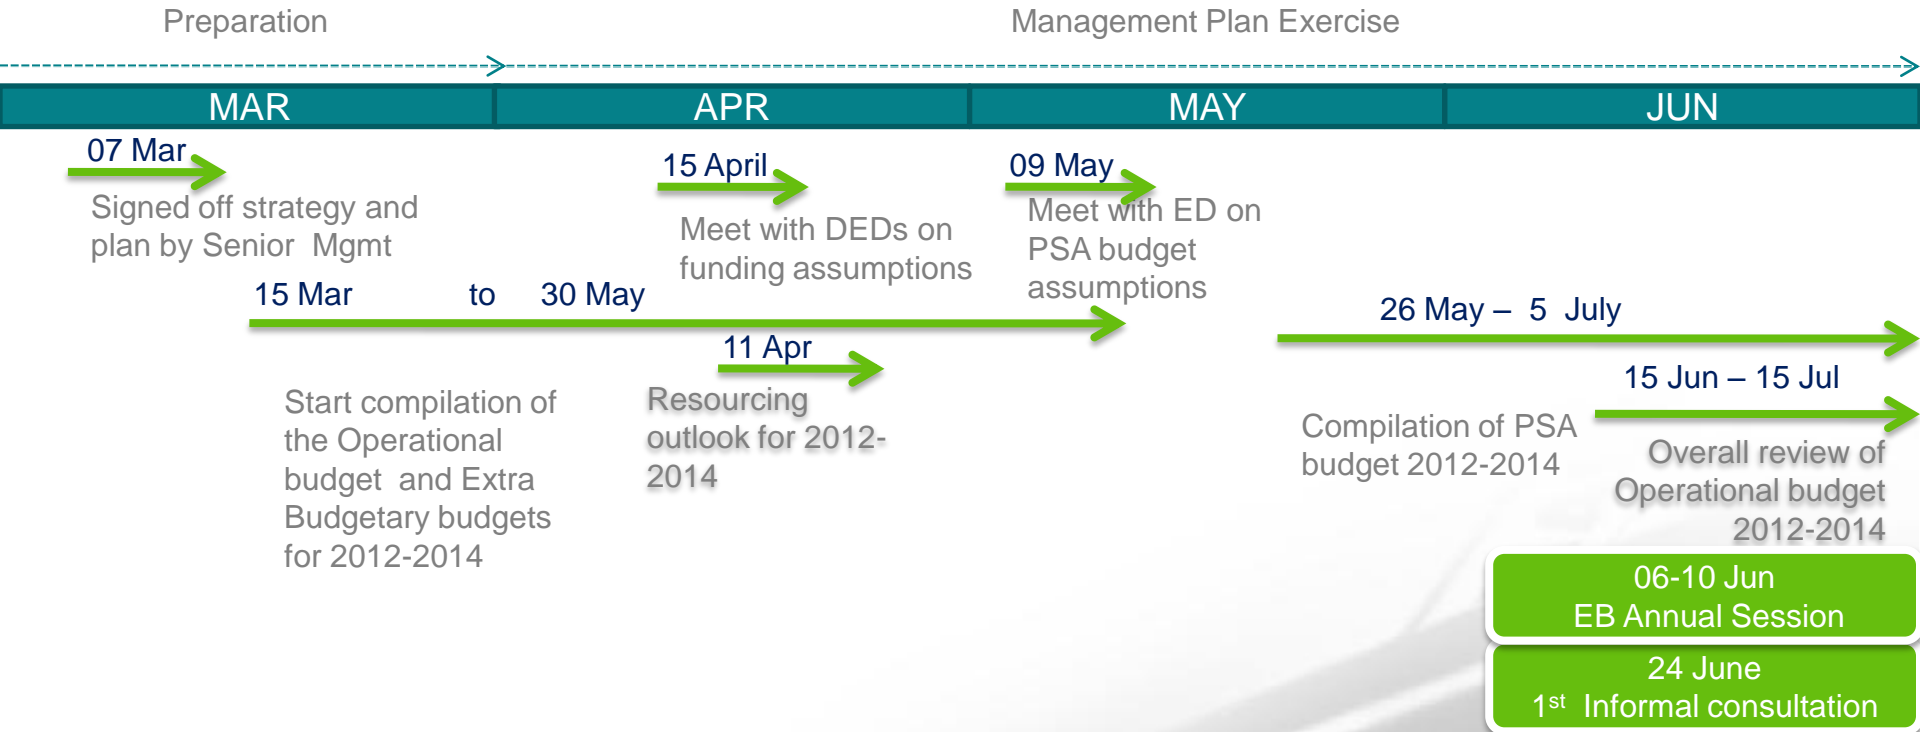 Preparation
Management Plan Exercise
MAR
APR
MAY
JUN
07 Mar
Signed off strategy and
plan by Senior Mgmt
15 April
Meet with DEDs on
funding assumptions
09 May
Meet with ED on
PSA budget
assumptions
15 Mar to 30 May
Start compilation of
the Operational
budget and Extra
Budgetary budgets
for 2012-2014
11 Apr
Resourcing
outlook for 2012-
2014
26 May – 5 July
Compilation of PSA
budget 2012-2014
15 Jun – 15 Jul
Overall review of
Operational budget
2012-2014
06-10 Jun
EB Annual Session
24 June
1st Informal consultation